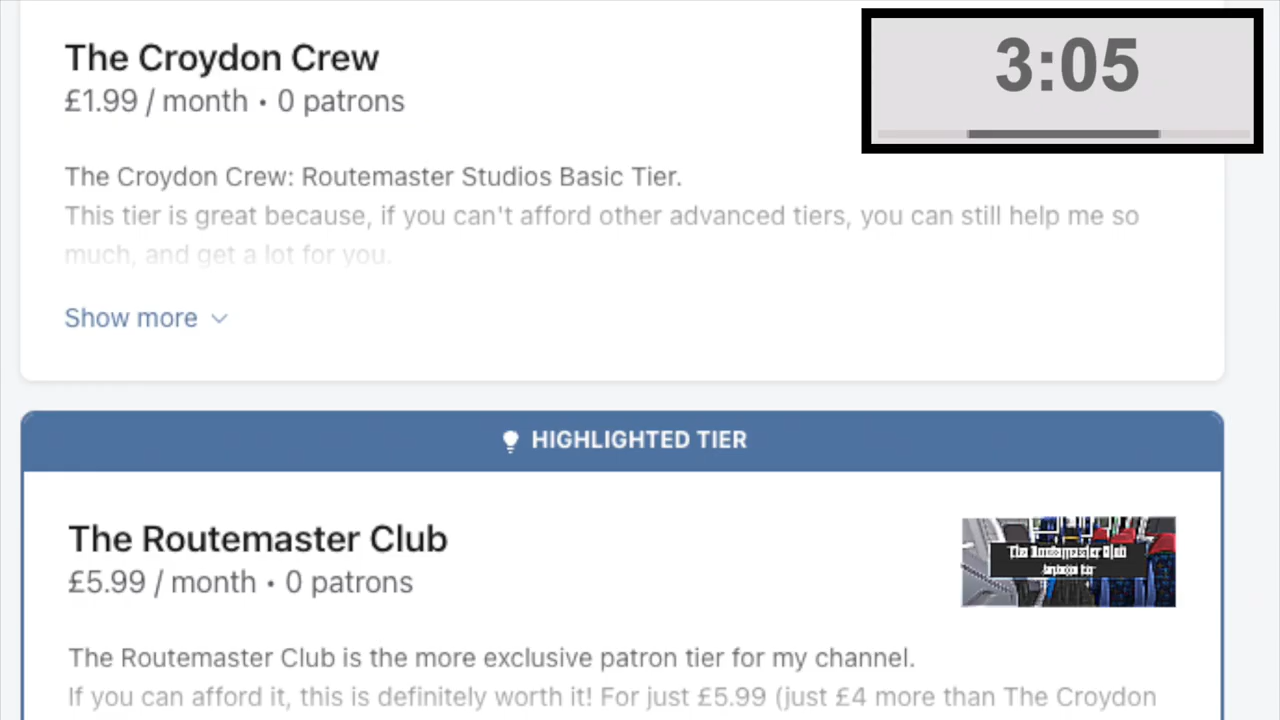 The Croydon Crew
£1.99 / month • 0 patrons
3:05
The Croydon Crew: Routemaster Studios Basic Tier.
This tier is great because, if you can't afford other advanced tiers, you can still help me so
much, and get a lot for you.
Show more
HIGHLIGHTED TIER
The Routemaster Club
£5.99 / month • 0 patrons
The Routemaster Club
The Routemaster Club is the more exclusive patron tier for my channel.
If you can afford it, this is definitely worth it! For just £5.99 (just £4 more than The Croydon